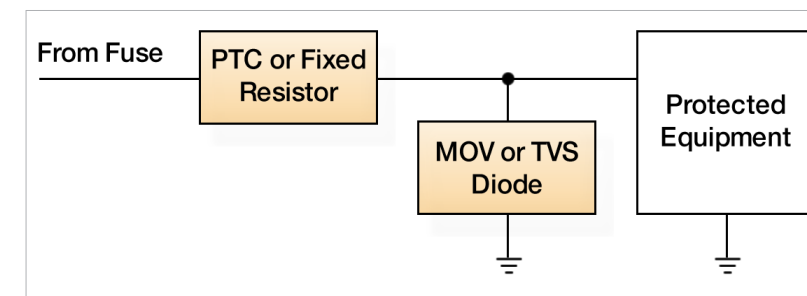 From Fuse
PTC or Fixed
Resistor
MOV or TVS
Diode
Protected
Equipment